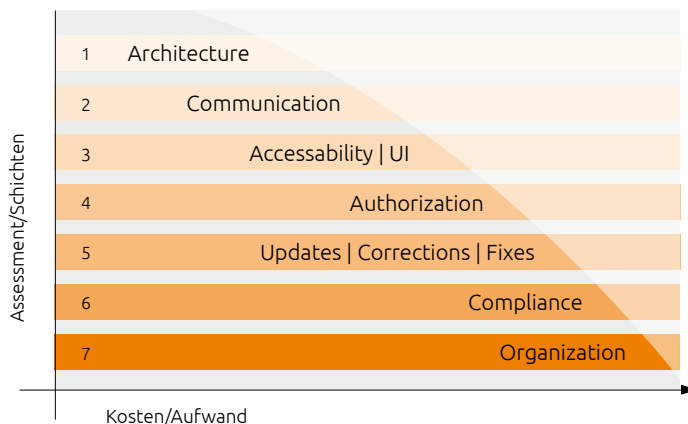 1 Architecture
2 Communication
3 Accessability | UI
4 Authorization
5 Updates | Corrections | Fixes
6 Compliance
7 Organization
Assessment/Schichten
Kosten/Aufwand